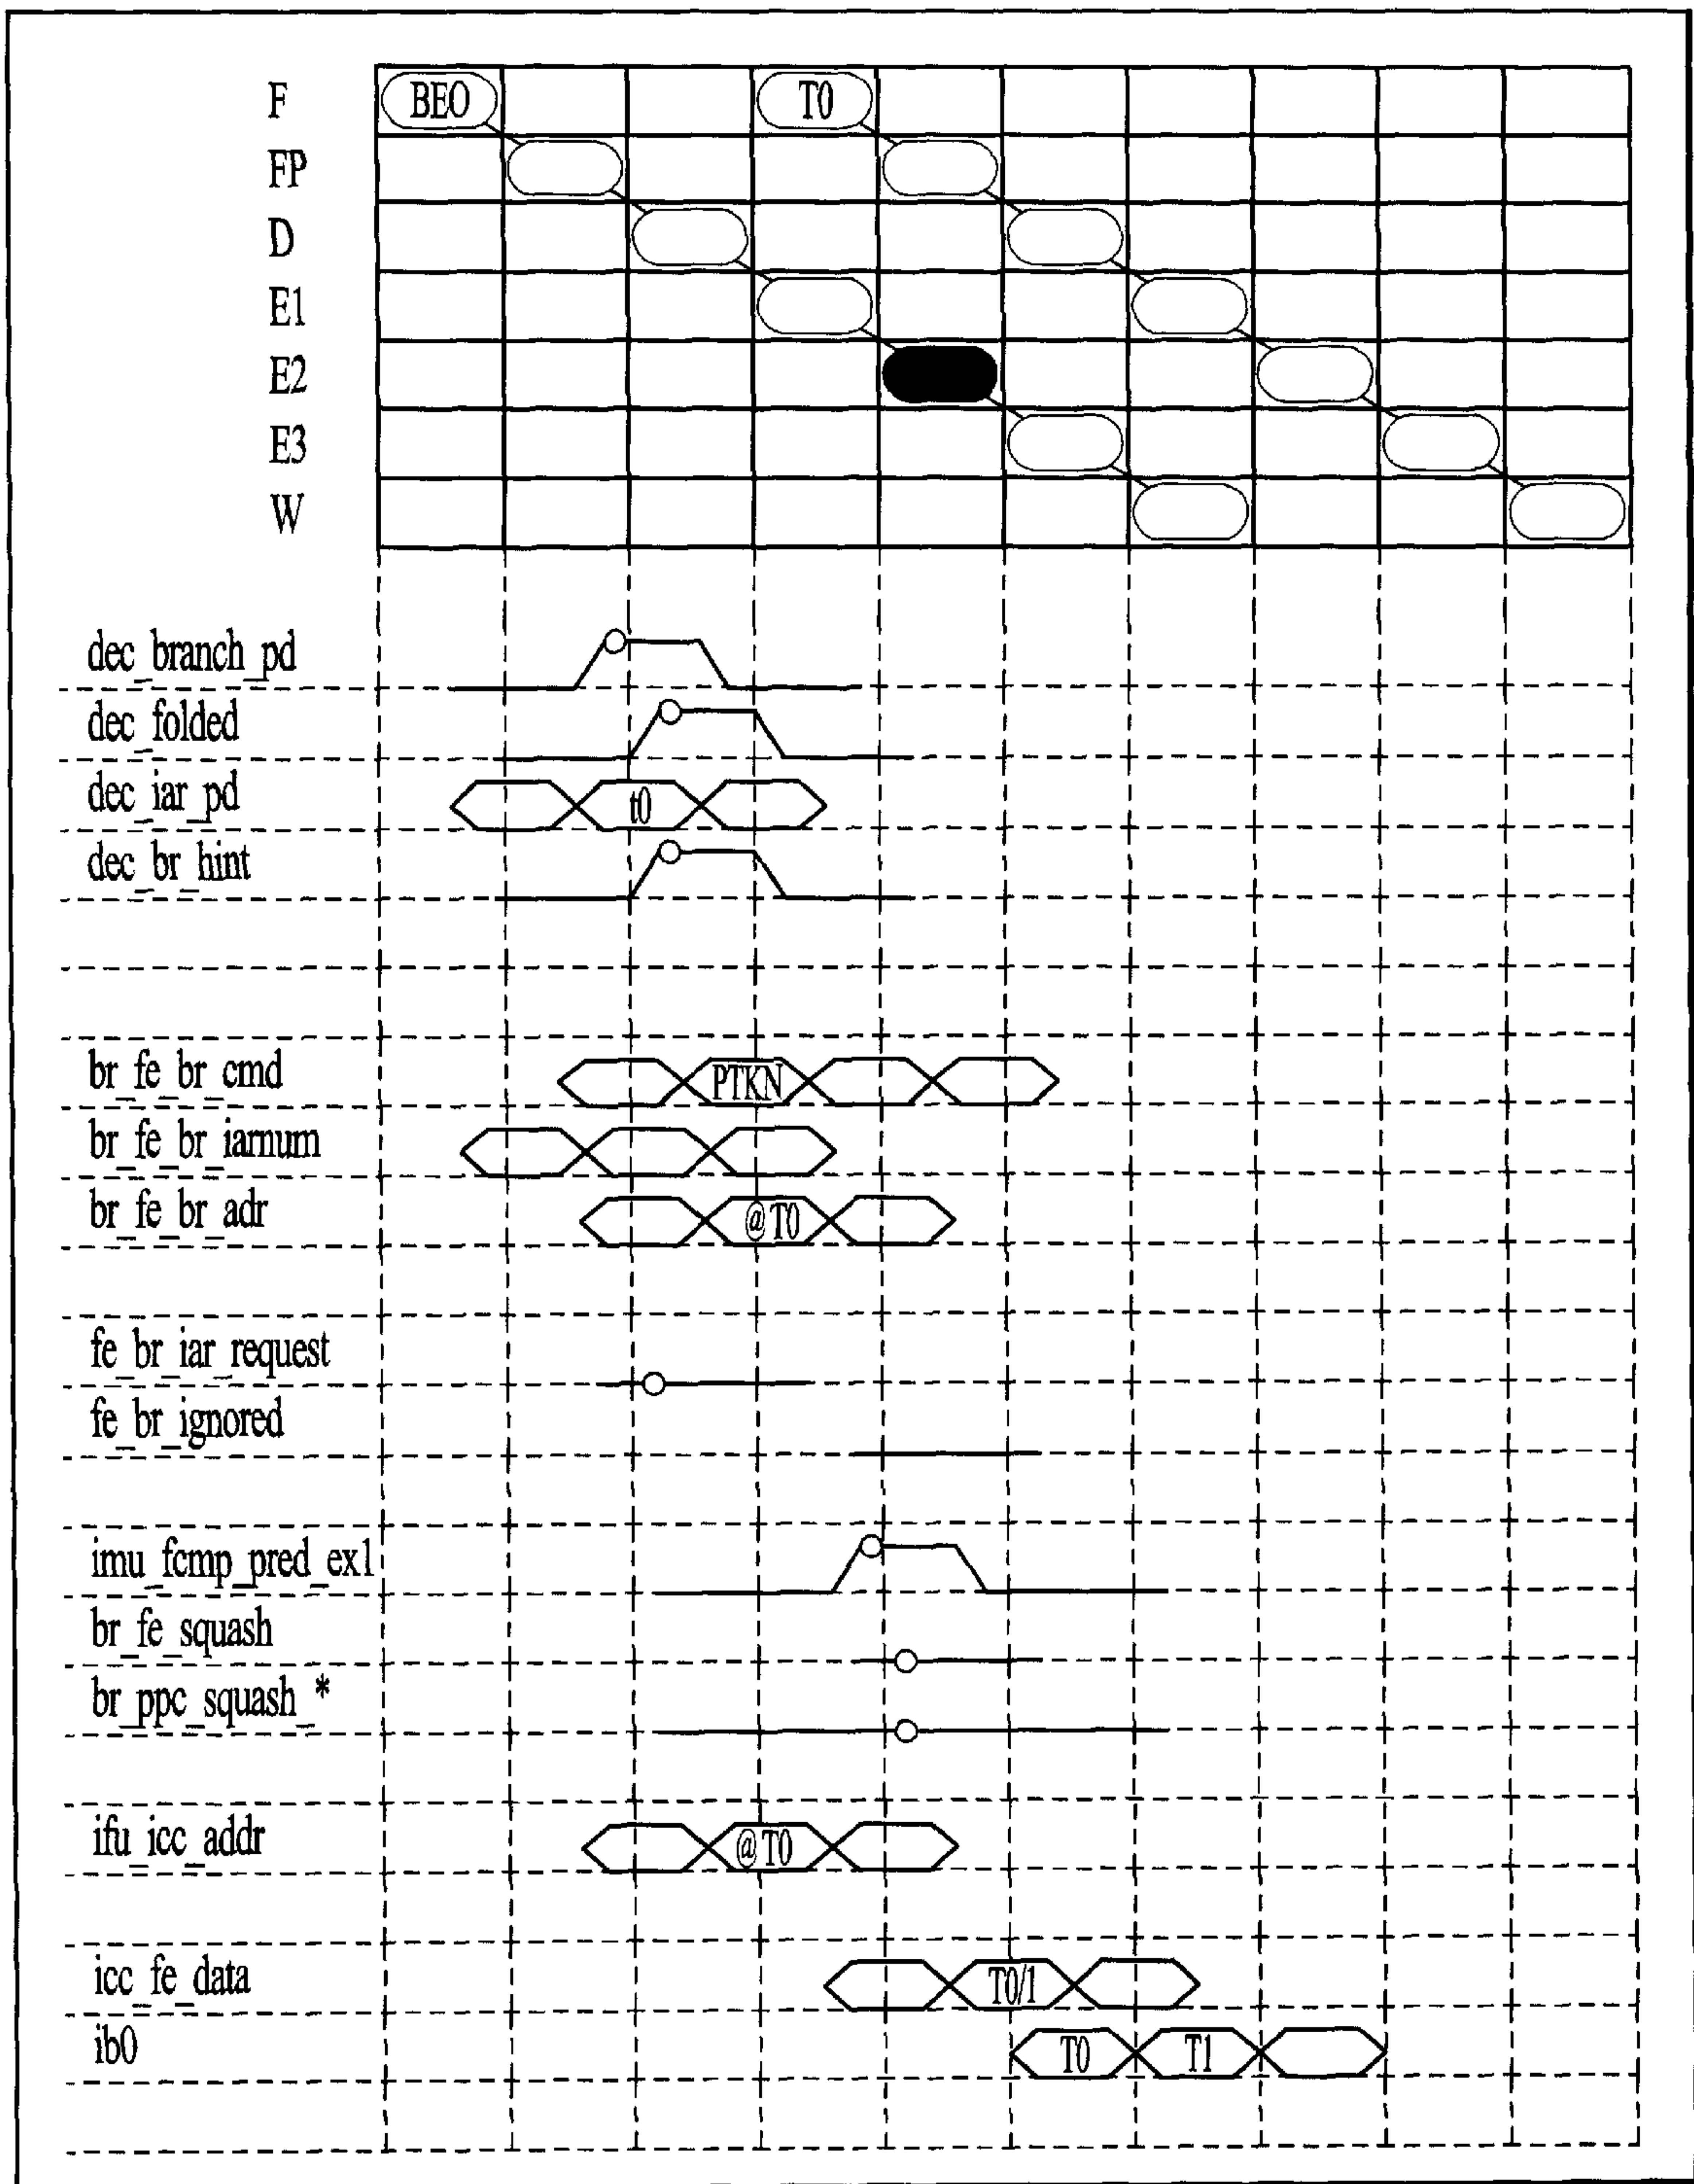 F BEO T0
FP
D
E1
E2
E3
W
dec_branch_pd
dec_folded
dec_iar_pd t0
dec_br_hint
br_fe_br_cmd PTKN
br_fe_br_iarnum
br_fe_br_adr @T0
fe_br_iar_request
fe_br_ignored
imu_fcmp_pred_ex1
br_fe_squash
br_ppc_squash_*
ifu_icc_addr @T0
icc_fe_data T0/1
ib0 T0 T1